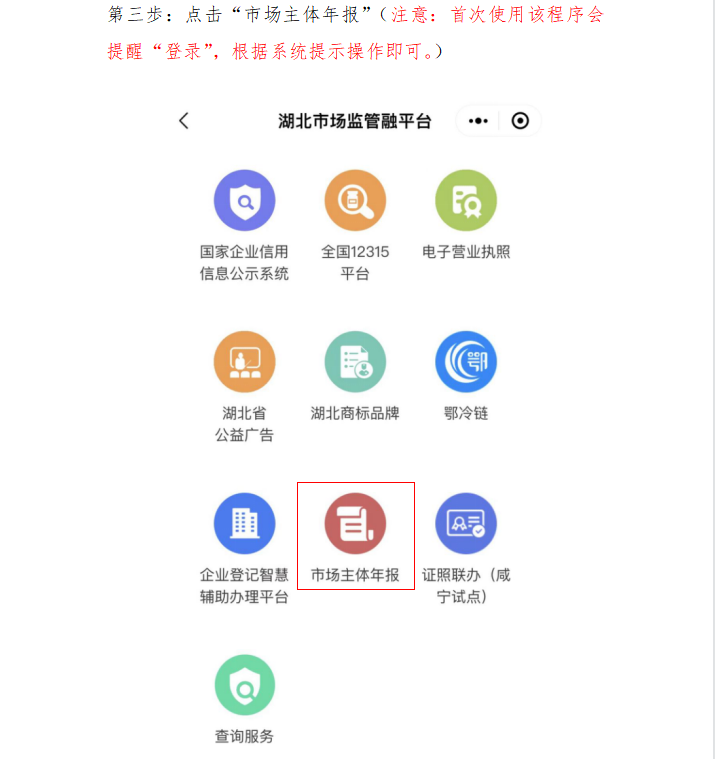 第三步：点击“市场主体年报”（注意：首次使用该程序会
提醒“登录”，根据系统提示操作即可。）
湖北市场监管融平台
国家企业信用
信息公示系统
全国12315
平台
电子营业执照
湖北省
公益广告
湖北商标品牌
鄂
鄂冷链
企业登记智慧
辅助办理平台
市场主体年报
证照联办（咸
宁试点）
查询服务